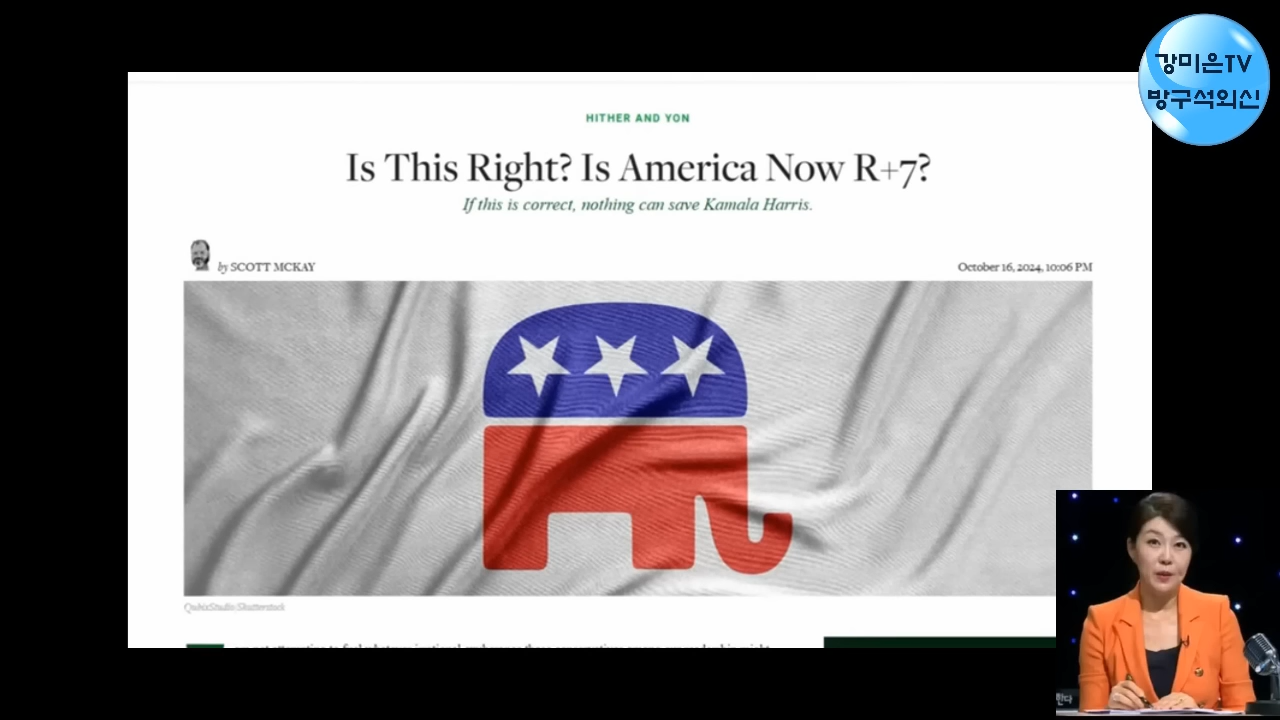 강미은TV
방구석외신
HITHER AND YON
Is This Right? Is America Now R+7?
If this is correct, nothing can save Kamala Harris.
by SCOTT MCKAY
October 16, 2024, 10:06 PM
QubixStudio/Shutterstock
한다